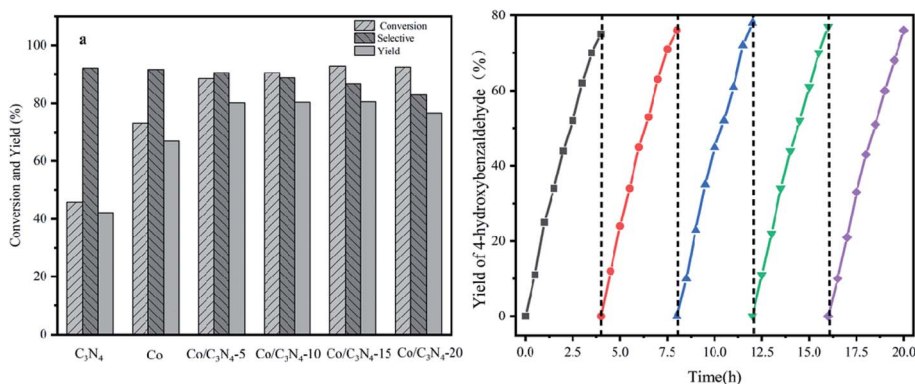 a
Conversion
Selective
Yield
Conversion and Yield (%)
100
80
60
40
20
0
C₃N₄
Co
Co/C₃N₄-5
Co/C₃N₄-10
Co/C₃N₄-15
Co/C₃N₄-20
Yield of 4-hydroxybenzaldehyde (%)
80
60
40
20
0
0.0
2.5
5.0
7.5
10.0
12.5
15.0
17.5
20.0
Time(h)